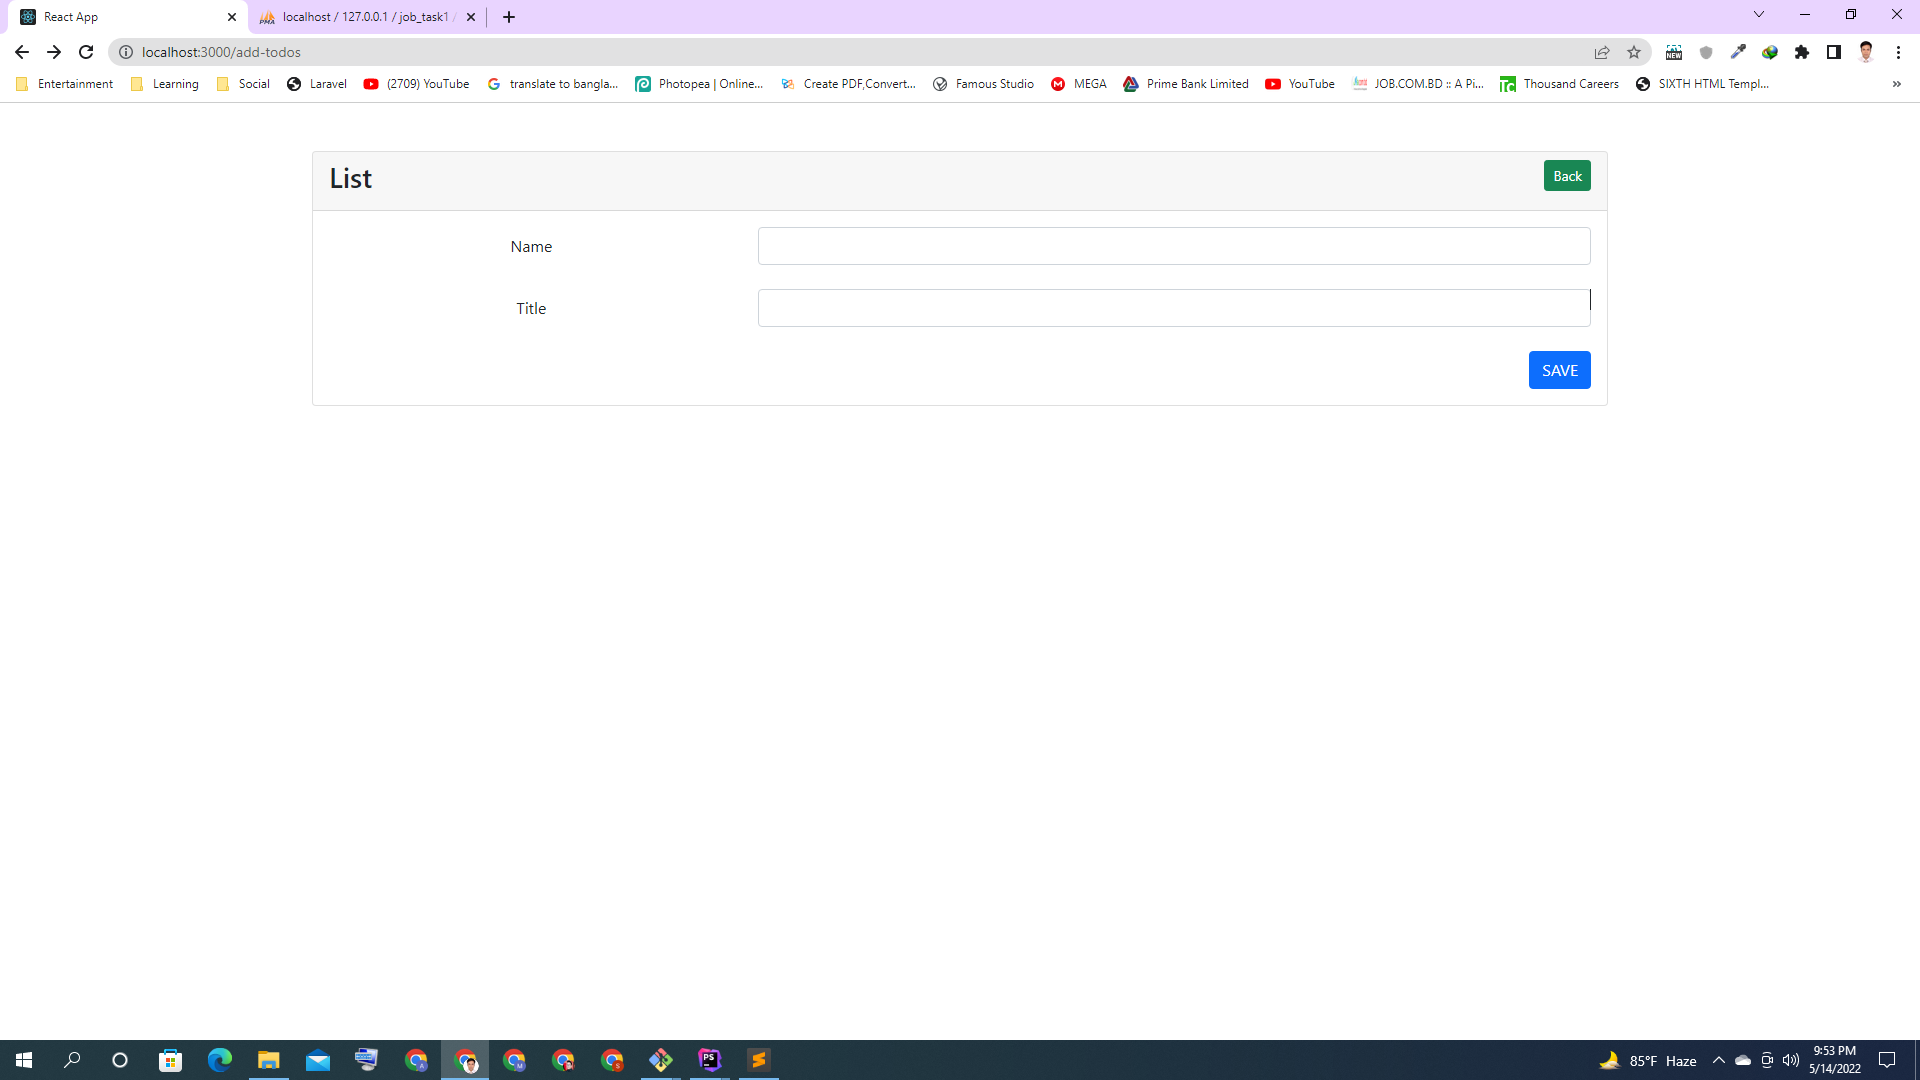 React App
localhost / 127.0.0.1 / job_task1 /
localhost:3000/add-todos
Entertainment
Learning
Social
Laravel
(2709) YouTube
translate to bangla...
Photopea | Online...
Create PDF,Convert...
Famous Studio
MEGA
Prime Bank Limited
YouTube
JOB.COM.BD :: A Pi...
Thousand Careers
SIXTH HTML Templ...
List
Back
Name
Title
SAVE
85°F Haze
9:53 PM
5/14/2022